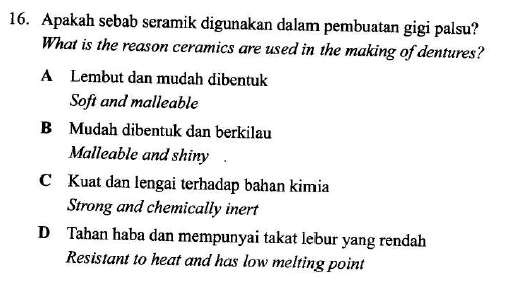 16. Apakah sebab seramik digunakan dalam pembuatan gigi palsu?
What is the reason ceramics are used in the making of dentures?
A Lembut dan mudah dibentuk
Soft and malleable
B Mudah dibentuk dan berkilau
Malleable and shiny
C Kuat dan lengai terhadap bahan kimia
Strong and chemically inert
D Tahan haba dan mempunyai takat lebur yang rendah
Resistant to heat and has low melting point